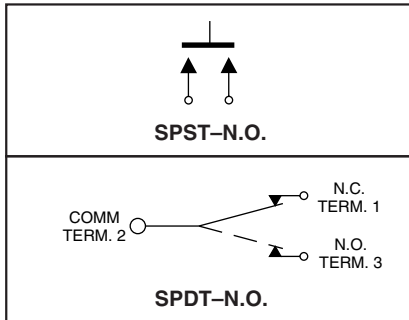 SPST–N.O.
COMM
TERM. 2
N.C.
TERM. 1
N.O.
TERM. 3
SPDT–N.O.